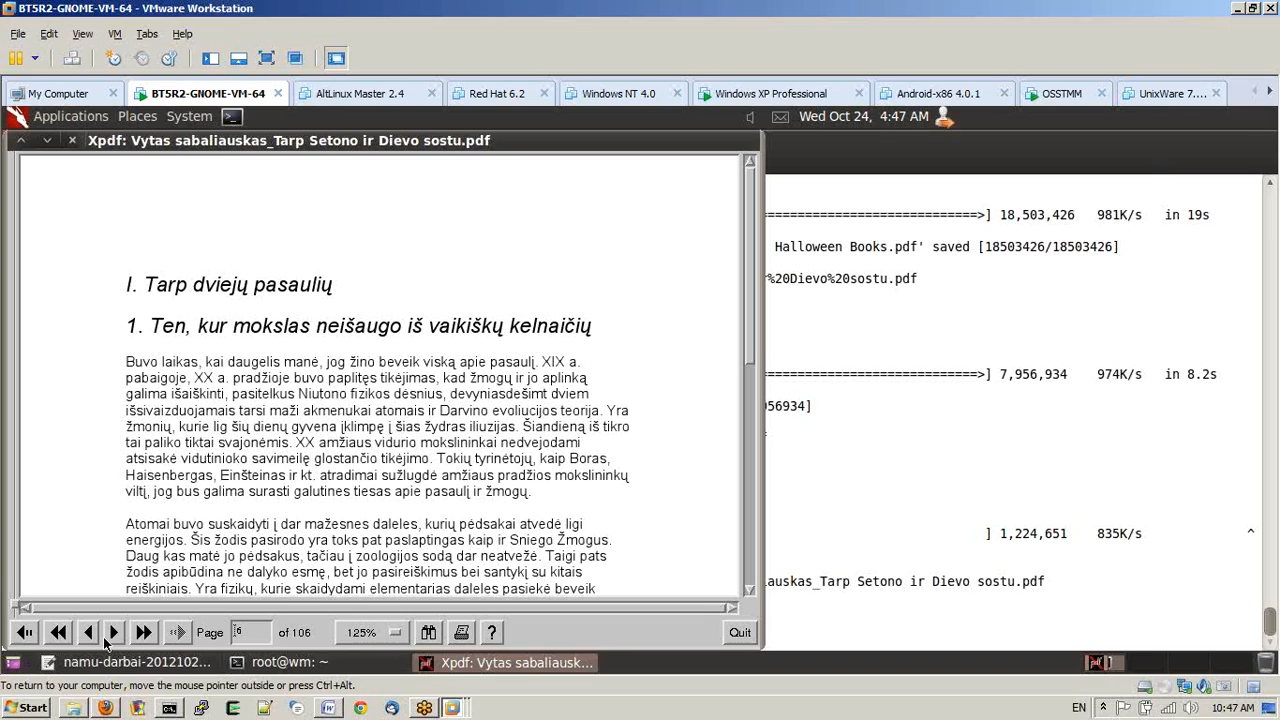 BT5R2-GNOME-VM-64 - VMware Workstation
File Edit View VM Tabs Help
My Computer BT5R2-GNOME-VM-64 AltLinux Master 2.4 Red Hat 6.2 Windows NT 4.0 Windows XP Professional Android-x86 4.0.1 OSSTMM UnixWare 7....
Applications Places System Wed Oct 24, 4:47 AM
Xpdf: Vytas sabaliauskas_Tarp Setono ir Dievo sostu.pdf
I. Tarp dviejų pasaulių
1. Ten, kur mokslas neišaugo iš vaikiškų kelnaičių
Buvo laikas, kai daugelis manė, jog žino beveik viską apie pasaulį. XIX a.
pabaigoje, XX a. pradžioje buvo paplitęs tikėjimas, kad žmogų ir jo aplinką
galima išaiškinti, pasitelkus Niutono fizikos dėsnius, devyniasdešimt dviem
išsivaizduojamais tarsi maži akmenukai atomais ir Darvino evoliucijos teorija. Yra
žmonių, kurie lig šių dienų gyvena įklimpę į šias žydras iliuzijas. Šiandieną iš tikro
tai paliko tiktai svajonėmis. XX amžiaus vidurio mokslininkai nedvejodami
atsisakė vidutinioko savimeilę glostančio tikėjimo. Tokių tyrinėtojų, kaip Boras,
Haisenbergas, Einšteinas ir kt. atradimai sužlugdė amžiaus pradžios mokslininkų
viltį, jog bus galima surasti galutines tiesas apie pasaulį ir žmogų.
Atomai buvo suskaidyti į dar mažesnes daleles, kurių pėdsakai atvedė ligi
energijos. Šis žodis pasirodo yra toks pat paslaptingas kaip ir Sniego Žmogus.
Daug kas matė jo pėdsakus, tačiau į zoologijos sodą dar neatvežė. Taigi pats
žodis apibūdina ne dalyko esmę, bet jo pasireiškimus bei santykį su kitais
reiškiniais. Yra fizikų, kurie skaidydami elementarias daleles pasiekė beveik
Page 6 of 106 125% ? Quit
============================>] 18,503,426 981K/s in 19s
Halloween Books.pdf' saved [18503426/18503426]
%20Dievo%20sostu.pdf
============================>] 7,956,934 974K/s in 8.2s
56934]
] 1,224,651 835K/s ^
auskas_Tarp Setono ir Dievo sostu.pdf
namu-darbai-2012102... root@wm: ~ Xpdf: Vytas sabaliausk...
To return to your computer, move the mouse pointer outside or press Ctrl+Alt.
Start EN 10:47 AM